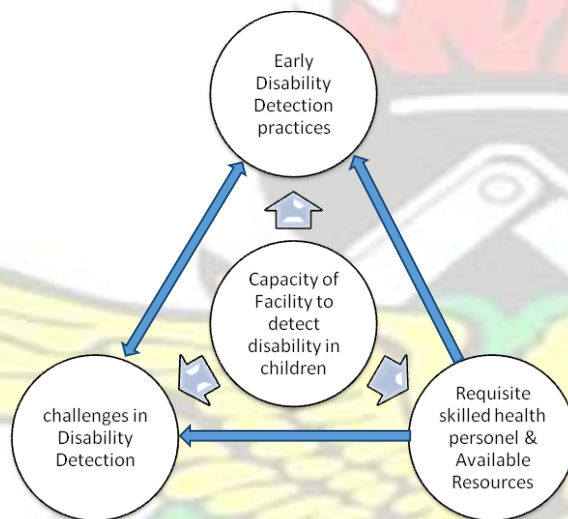 Early
Disability
Detection
practices
Capacity of
Facility to
detect
disability in
children
challenges in
Disability
Detection
Requisite
skilled health
personel &
Available
Resources